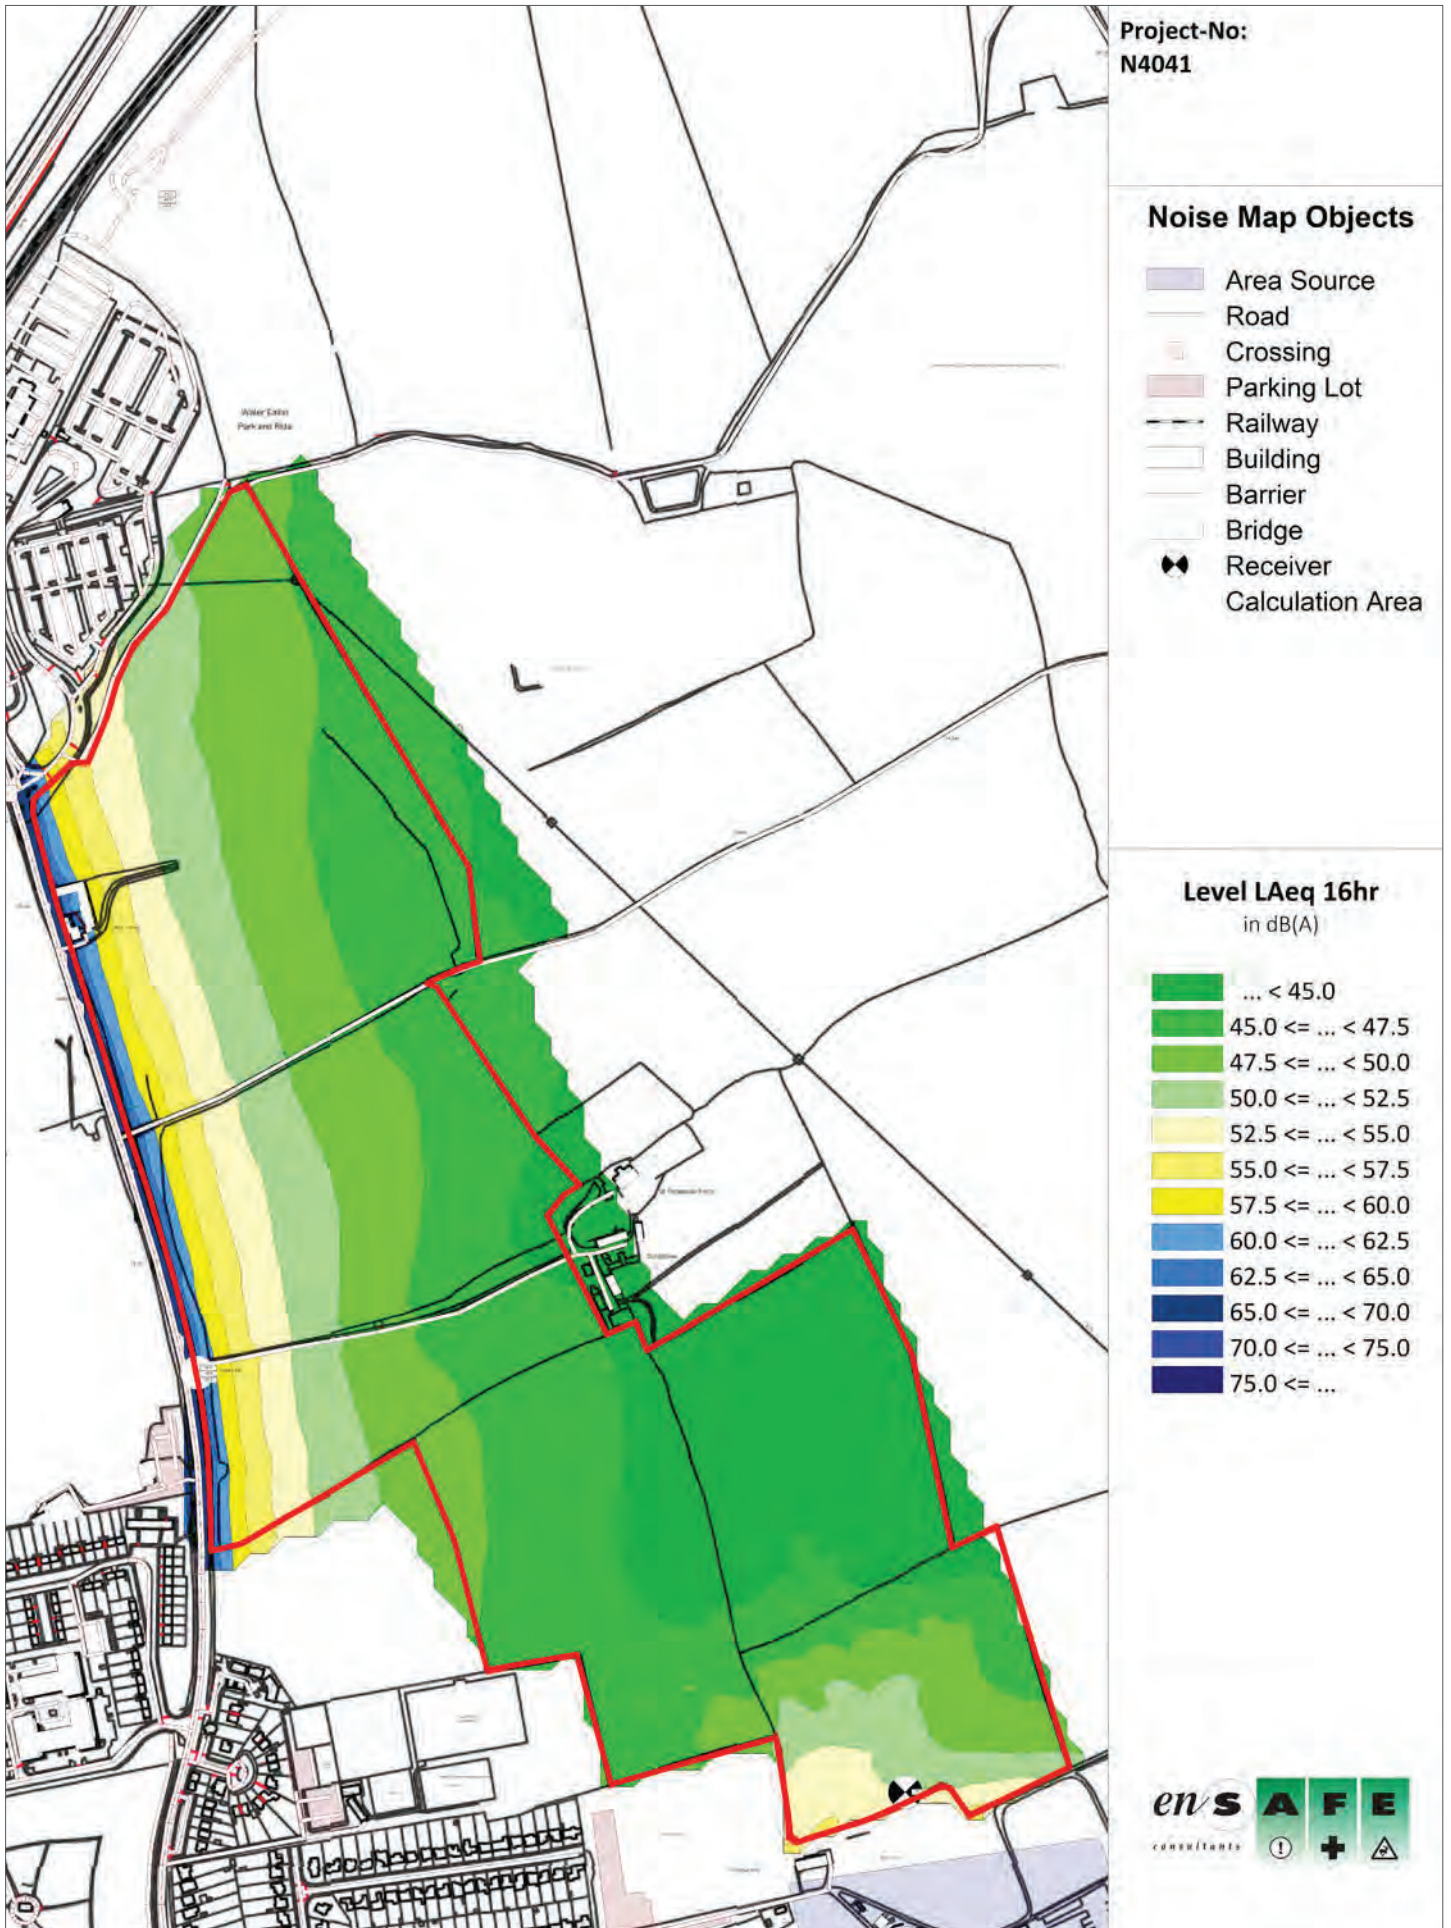 Project-No:
N4041
Noise Map Objects
Area Source
Road
Crossing
Parking Lot
Railway
Building
Barrier
Bridge
Receiver
Calculation Area
Water Eaton
Park and Ride
Level LAeq 16hr
in dB(A)
... < 45.0
45.0 <= ... < 47.5
47.5 <= ... < 50.0
50.0 <= ... < 52.5
52.5 <= ... < 55.0
55.0 <= ... < 57.5
57.5 <= ... < 60.0
60.0 <= ... < 62.5
62.5 <= ... < 65.0
65.0 <= ... < 70.0
70.0 <= ... < 75.0
75.0 <= ...
en S A F E
consultants